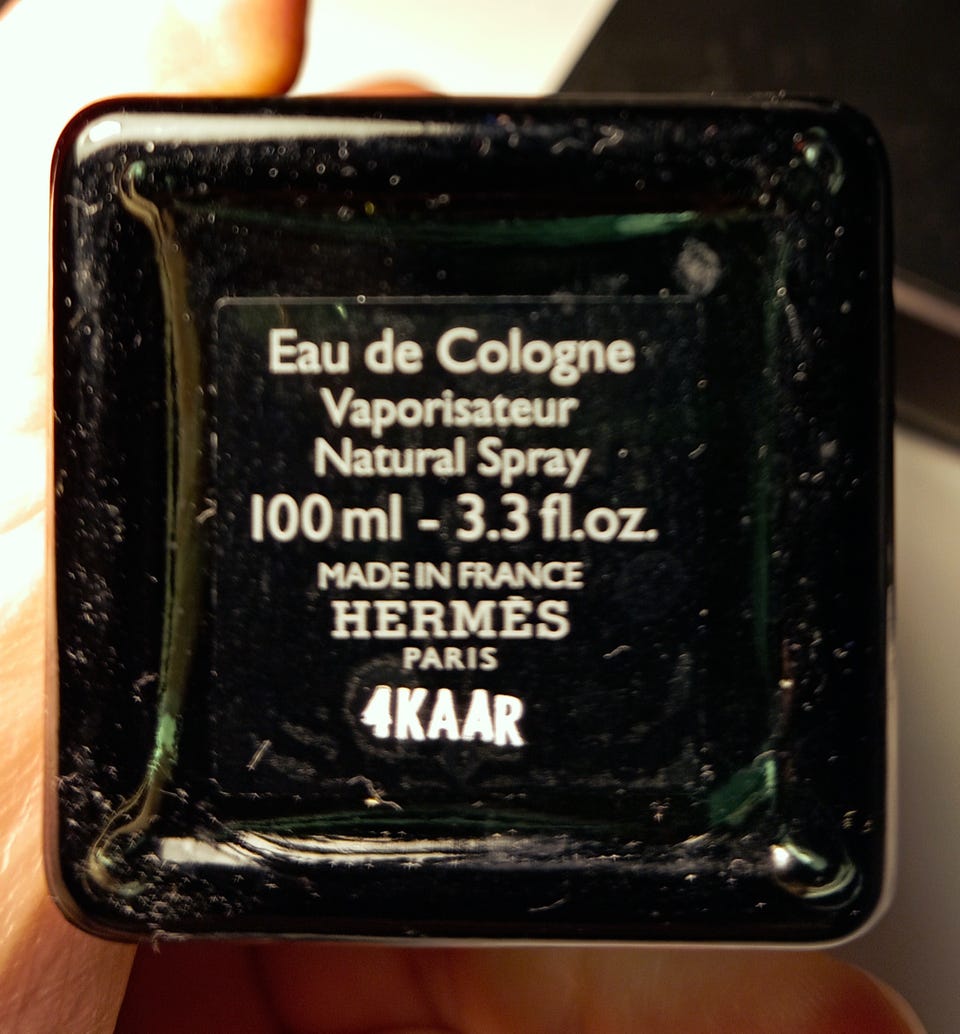 Eau de Cologne
Vaporisateur
Natural Spray
100 ml - 3.3 fl.oz.
MADE IN FRANCE
HERMÈS
PARIS
4KAAR